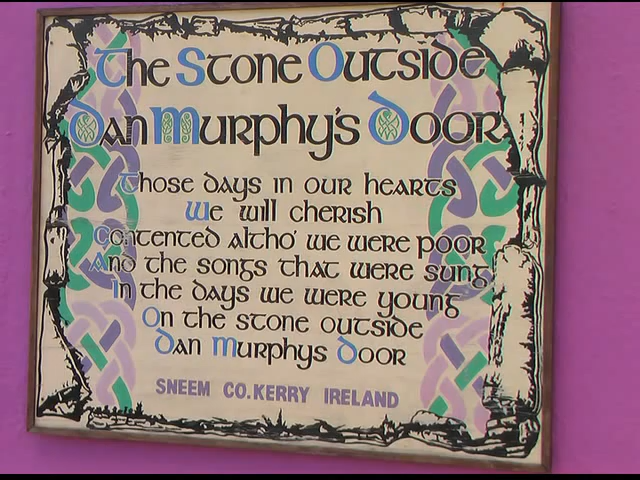 The Stone Outside
Dan Murphy's Door
Those days in our hearts
We will cherish
Contented altho' we were poor
And the songs that were sung
In the days we were young
On the stone outside
Dan Murphys Door
SNEEM CO.KERRY IRELAND